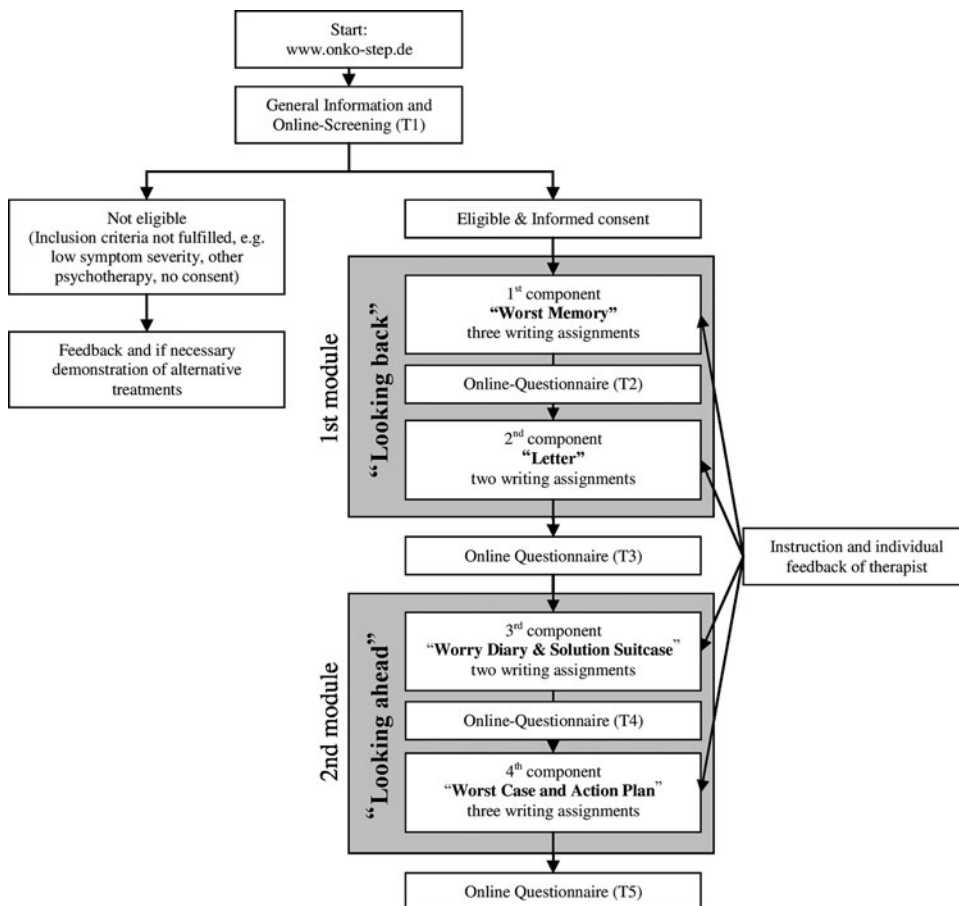 Start:
www.onko-step.de
General Information and
Online-Screening (T1)
Not eligible
(Inclusion criteria not fulfilled, e.g.
low symptom severity, other
psychotherapy, no consent)
Feedback and if necessary
demonstration of alternative
treatments
Eligible & Informed consent
1st module
“Looking back”
1st component
“Worst Memory”
three writing assignments
Online-Questionnaire (T2)
2nd component
“Letter”
two writing assignments
Online Questionnaire (T3)
Instruction and individual
feedback of therapist
2nd module
“Looking ahead”
3rd component
“Worry Diary & Solution Suitcase”
two writing assignments
Online-Questionnaire (T4)
4th component
“Worst Case and Action Plan”
three writing assignments
Online Questionnaire (T5)